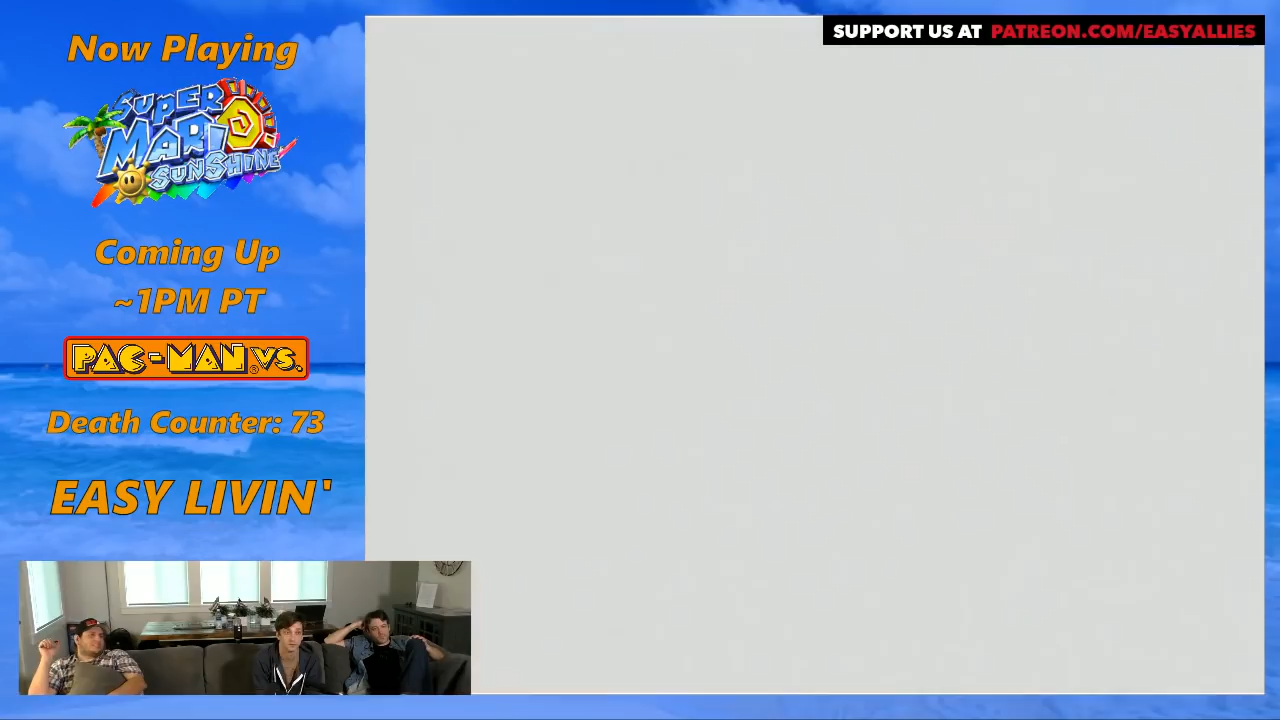 Now Playing
SUPER
MARIO
SUNSHINE
Coming Up
~1PM PT
PAC-MAN® VS.
Death Counter: 73
EASY LIVIN'
SUPPORT US AT PATREON.COM/EASYALLIES